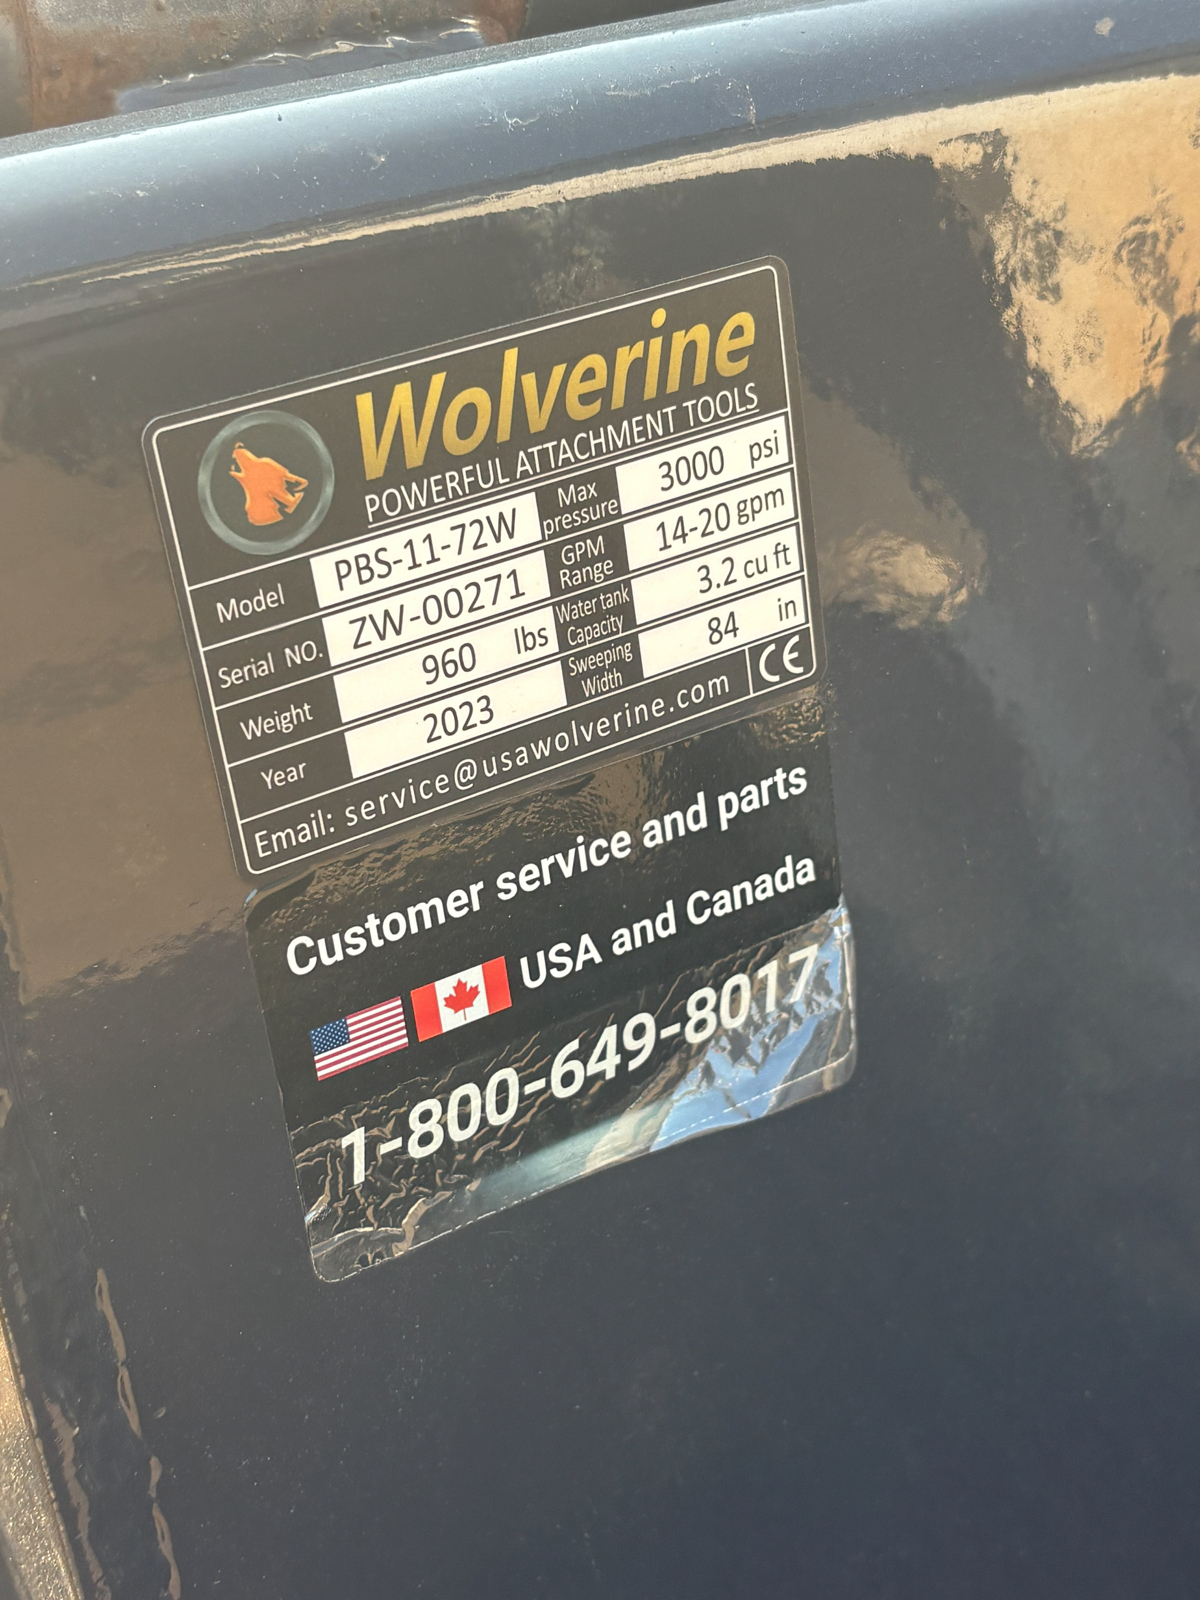 Wolverine
POWERFUL ATTACHMENT TOOLS
Model PBS-11-72W Max pressure 3000 psi
Serial NO. ZW-00271 GPM Range 14-20 gpm
Weight 960 lbs Water tank Capacity 3.2 cu ft
Year 2023 Sweeping Width 84 in
Email: service@usawolverine.com CE
Customer service and parts
USA and Canada
1-800-649-8017